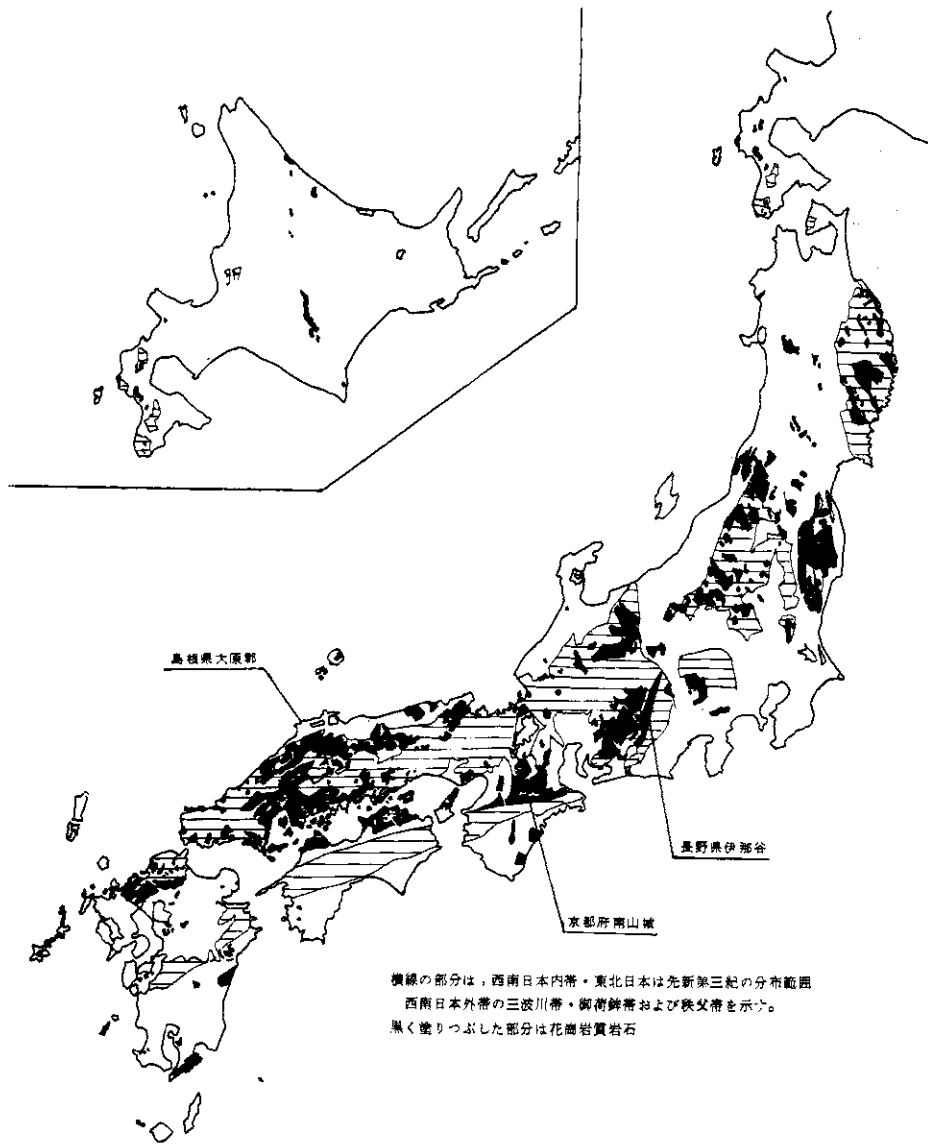 島根県大原郡
長野県伊那谷
京都府南山城
横線の部分は，西南日本内帯・東北日本は先新第三紀の分布範囲
西南日本外帯の三波川帯・御荷鉾帯および秩父帯を示す。
黒く塗りつぶした部分は花崗岩質岩石